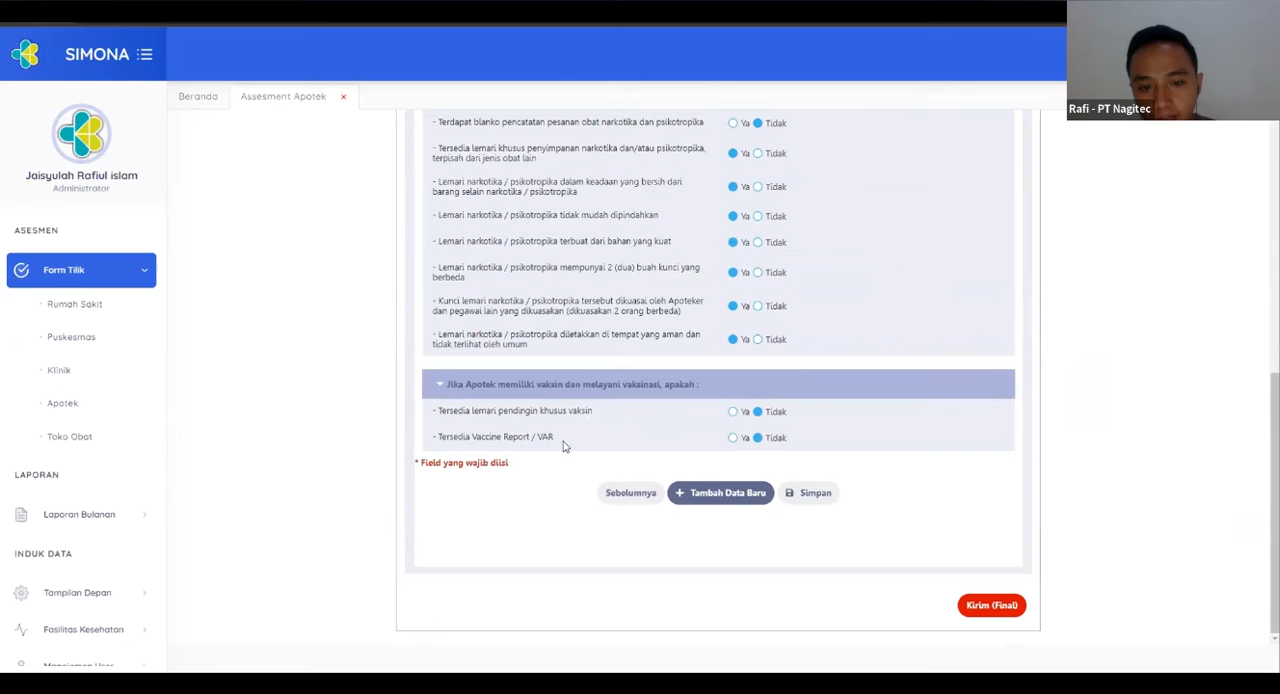 SIMONA
Rafi - PT Nagitec
Beranda
Assesment Apotek
Jaisyulah Rafiul islam
Administrator
ASESMEN
Form Tilik
Rumah Sakit
Puskesmas
Klinik
Apotek
Toko Obat
LAPORAN
Laporan Bulanan
INDUK DATA
Tampilan Depan
Fasilitas Kesehatan
Manajemen User
- Terdapat blanko pencatatan pesanan obat narkotika dan psikotropika Ya Tidak
- Tersedia lemari khusus penyimpanan narkotika dan/atau psikotropika, Ya Tidak
terpisah dari jenis obat lain
- Lemari narkotika / psikotropika dalam keadaan yang bersih dari Ya Tidak
barang selain narkotika / psikotropika
- Lemari narkotika / psikotropika tidak mudah dipindahkan Ya Tidak
- Lemari narkotika / psikotropika terbuat dari bahan yang kuat Ya Tidak
- Lemari narkotika / psikotropika mempunyai 2 (dua) buah kunci yang Ya Tidak
berbeda
- Kunci lemari narkotika / psikotropika tersebut dikuasai oleh Apoteker Ya Tidak
dan pegawai lain yang dikuasakan (dikuasakan 2 orang berbeda)
- Lemari narkotika / psikotropika diletakkan di tempat yang aman dan Ya Tidak
tidak terlihat oleh umum
Jika Apotek memiliki vaksin dan melayani vaksinasi, apakah :
- Tersedia lemari pendingin khusus vaksin Ya Tidak
- Tersedia Vaccine Report / VAR Ya Tidak
* Field yang wajib diisi
Sebelumnya
+ Tambah Data Baru
Simpan
Kirim (Final)